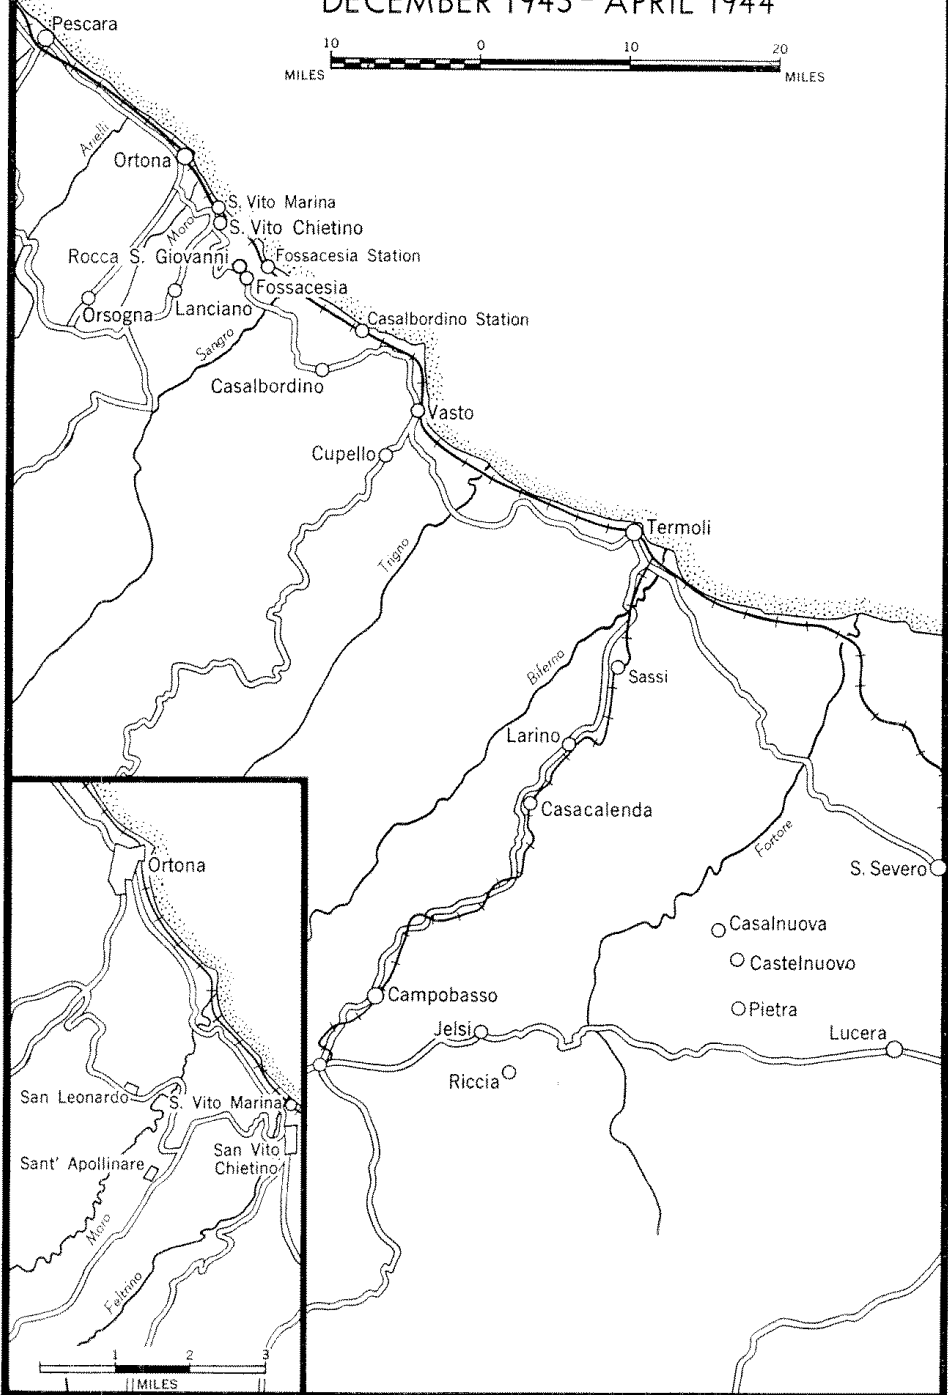 DECEMBER 1943 – APRIL 1944
10 0 10 20
MILES MILES
Pescara
Arielli
Ortona
S. Vito Marina
S. Vito Chietino
Moro
Rocca S. Giovanni
Fossacesia Station
Fossacesia
Orsogna
Lanciano
Casalbordino Station
Sangro
Casalbordino
Vasto
Cupello
Termoli
Trigno
Biferno
Sassi
Larino
Casacalenda
Fortore
S. Severo
Casalnuova
Castelnuovo
Campobasso
Pietra
Jelsi
Lucera
Riccia
Ortona
San Leonardo
S. Vito Marina
San Vito
Chietino
Sant' Apollinare
Moro
Feltrino
1 2 3
MILES